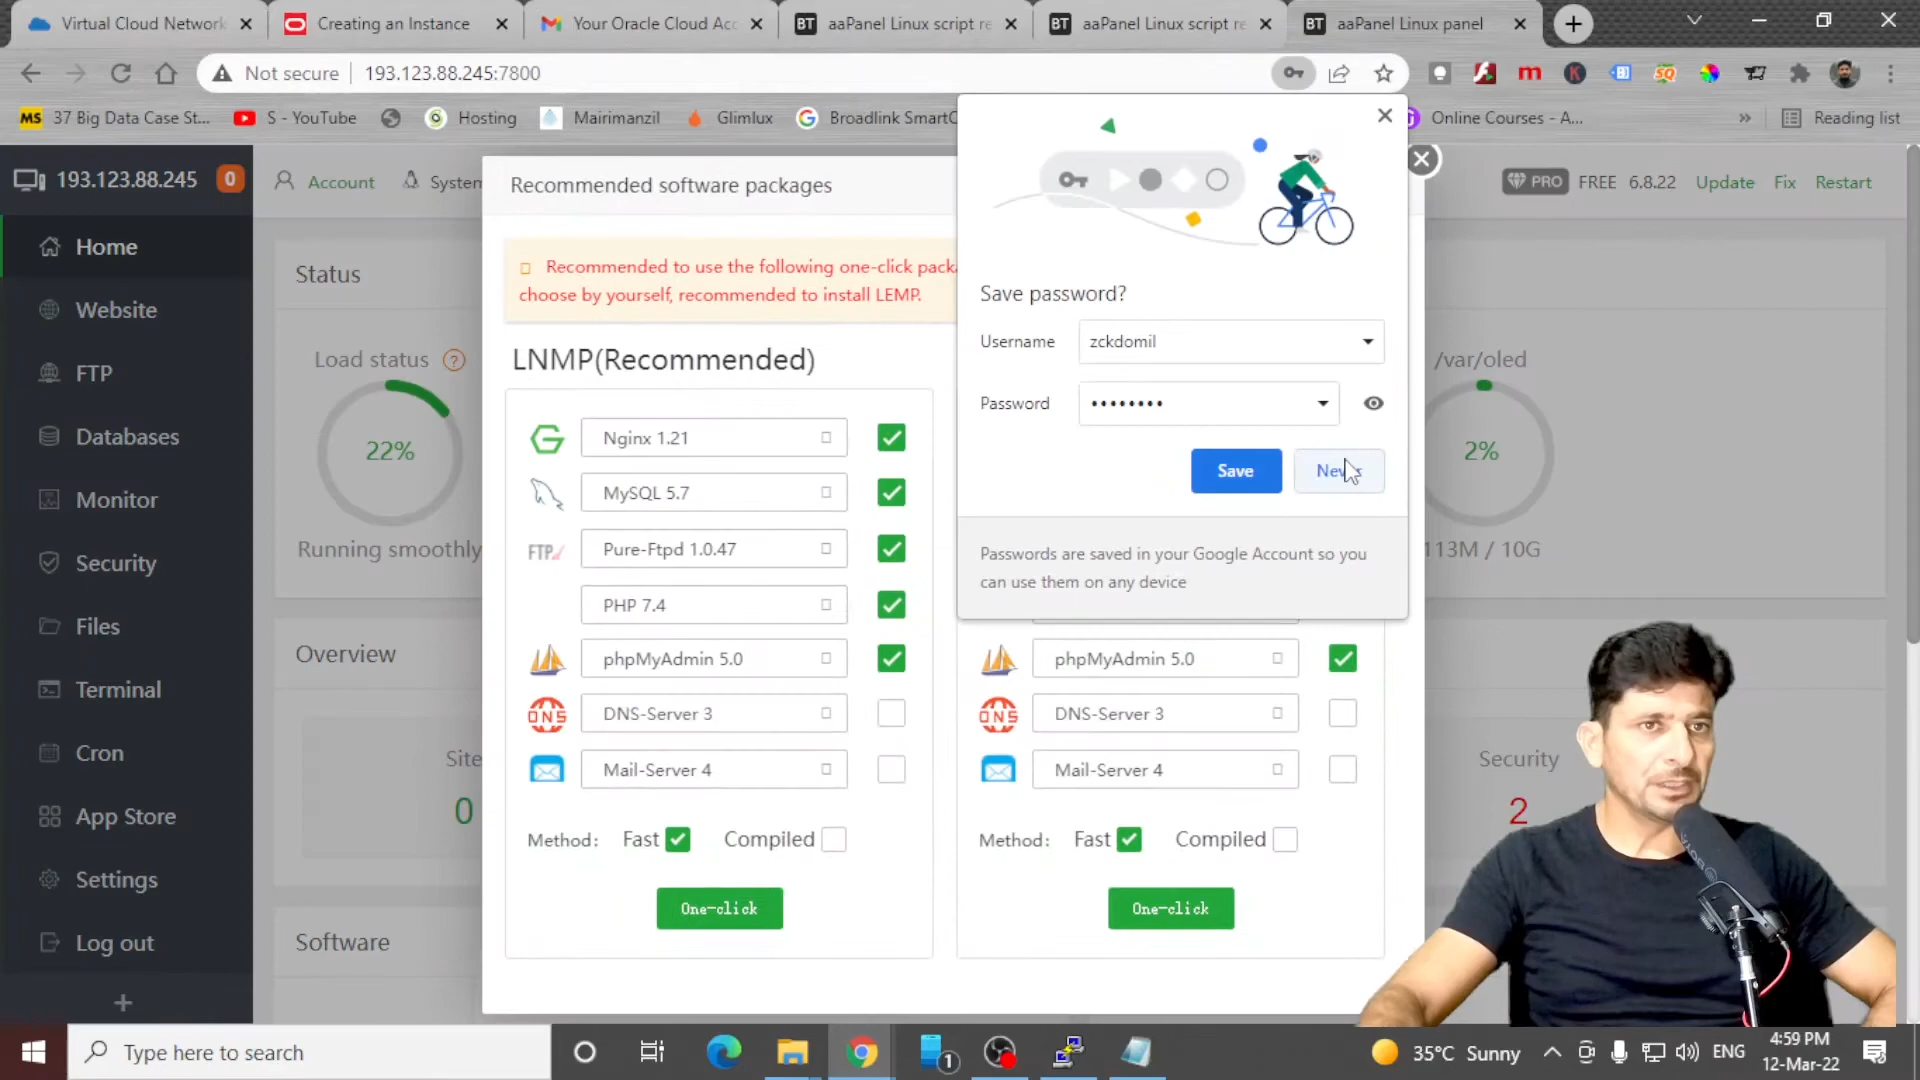 Virtual Cloud Network
Creating an Instance
Your Oracle Cloud Acc
BT aaPanel Linux script re
BT aaPanel Linux script re
BT aaPanel Linux panel
Not secure 193.123.88.245:7800
MS 37 Big Data Case St...
S - YouTube
Hosting
Mairimanzil
Glimlux
Broadlink SmartC
Online Courses - A...
»
Reading list
193.123.88.245 0
Home
Website
FTP
Databases
Monitor
Security
Files
Terminal
Cron
App Store
Settings
Log out
Account
System
PRO FREE 6.8.22 Update Fix Restart
Status
Load status ?
22%
Running smoothly
Overview
Site
0
Software
/var/oled
2%
113M / 10G
Security
2
Recommended software packages
Recommended to use the following one-click pack
choose by yourself, recommended to install LEMP.
LNMP(Recommended)
Nginx 1.21
MySQL 5.7
FTP Pure-Ftpd 1.0.47
PHP 7.4
phpMyAdmin 5.0
DNS DNS-Server 3
Mail-Server 4
Method: Fast Compiled
One-click
phpMyAdmin 5.0
DNS DNS-Server 3
Mail-Server 4
Method: Fast Compiled
One-click
Save password?
Username zckdomil
Password ••••••••
Save
Passwords are saved in your Google Account so you
can use them on any device
Type here to search
1
35°C Sunny
ENG
4:59 PM
12-Mar-22